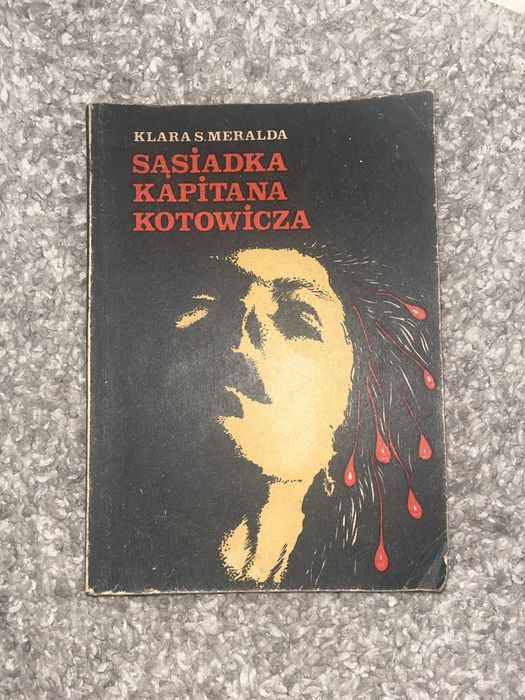 KLARA S. MERALDA
SĄSIADKA
KAPITANA
KOTOWICZA